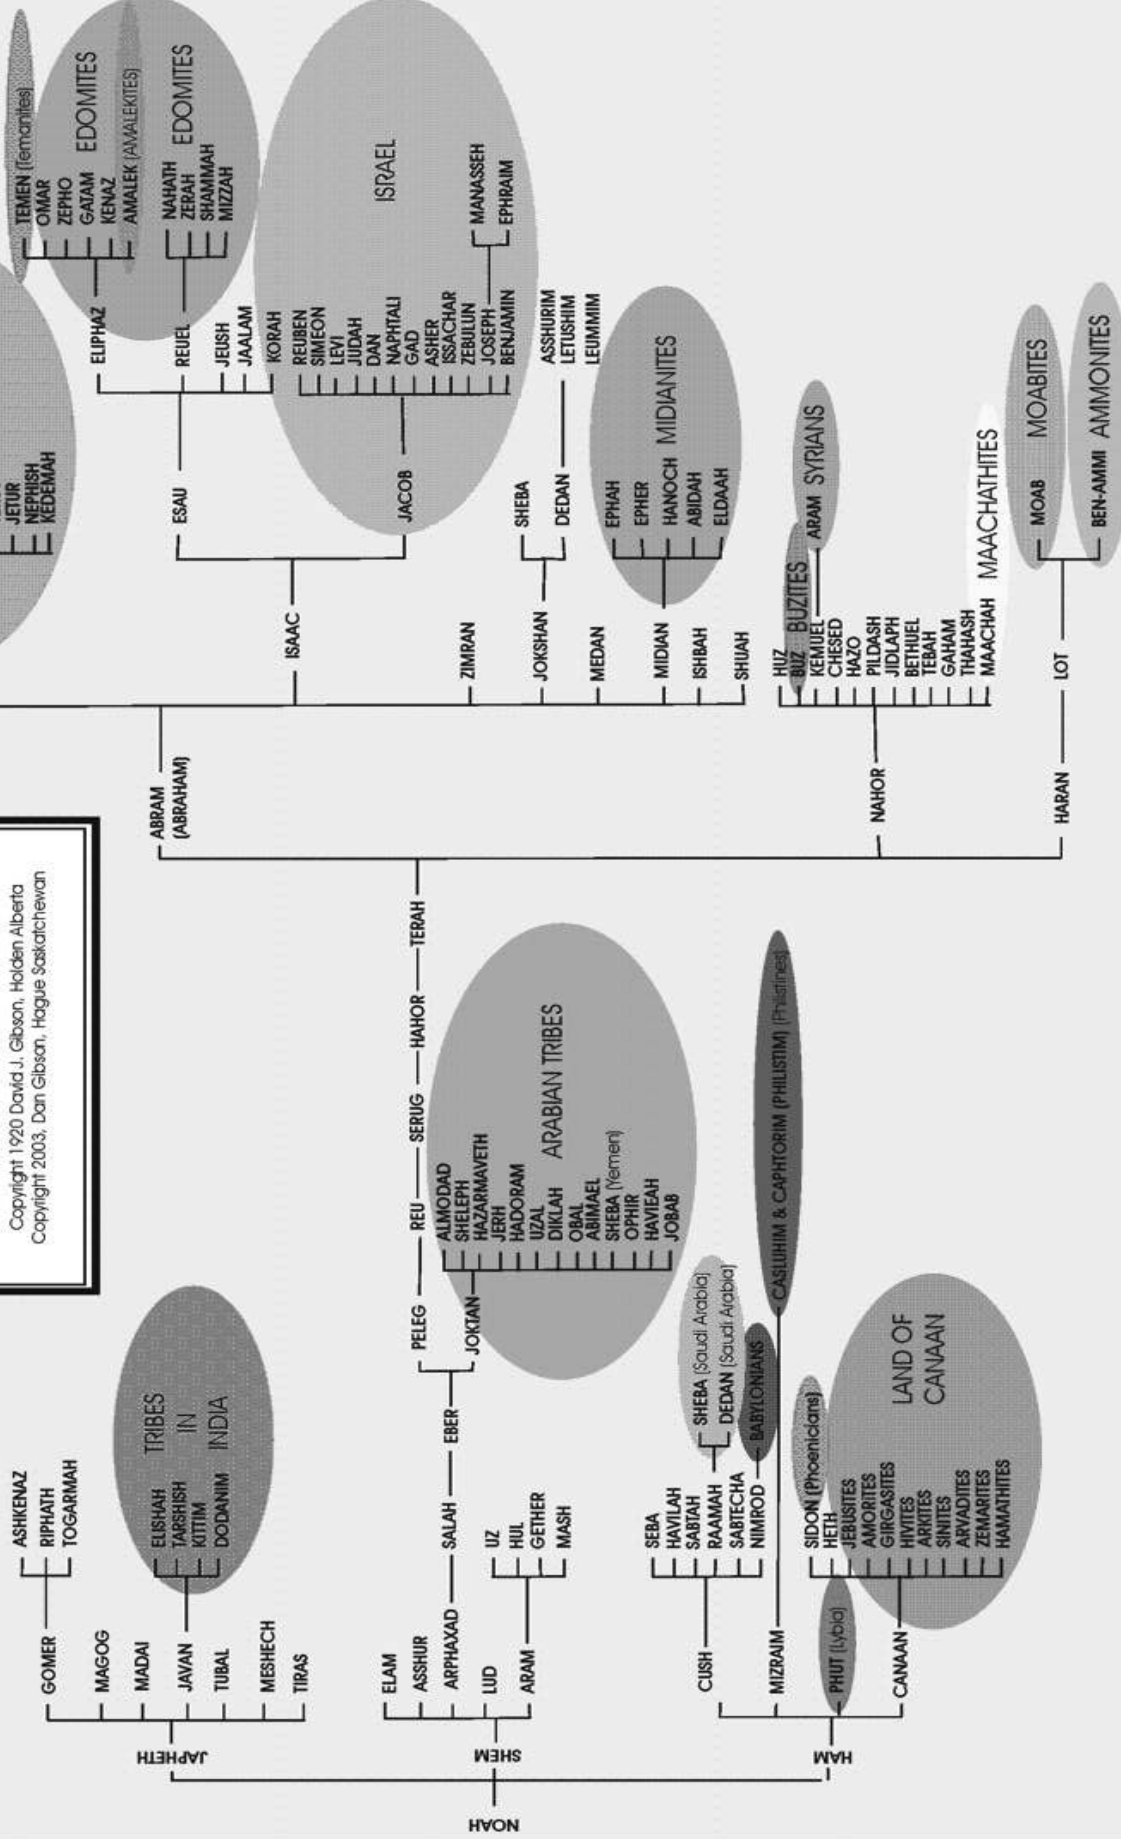 Copyright 1920 David J. Gibson, Holden Alberta
Copyright 2003, Dan Gibson, Hague Saskatchewan
NOAH
JAPHETH
GOMER
ASHKENAZ
RIPHATH
TOGARMAH
MAGOG
MADAI
JAVAN
ELISHAH
TARSHISH
KITTIM
DODANIM
TRIBES
IN
INDIA
TUBAL
MESHECH
TIRAS
SHEM
ELAM
ASSHUR
ARPHAXAD
SALAH
EBER
PELEG
REU
SERUG
HAHOR
TERAH
JOKTAN
ALMODAD
SHELEPH
HAZARMAVETH
JERH
HADORAM
UZAL
DIKLAH
OBAL
ABIMAEL
SHEBA (Yemen)
OPHIR
HAVIEAH
JOBAB
ARABIAN TRIBES
LUD
ARAM
UZ
HUL
GETHER
MASH
HAM
CUSH
SEBA
HAVILAH
SABTAH
RAAMAH
SHEBA (Saudi Arabia)
DEDAN (Saudi Arabia)
SABTECHA
NIMROD
BABYLONIANS
MIZRAIM
CASLUHIM & CAPHTORIM (PHILISTIM) (Philistines)
PHUT (Lybia)
CANAAN
SIDON (Phoenicians)
HETH
JEBUSITES
AMORITES
GIRGASITES
HIVITES
ARKITES
SINITES
ARVADITES
ZEMARITES
HAMATHITES
LAND OF
CANAAN
ABRAM
(ABRAHAM)
JETUR
NEPHISH
KEDEMAH
ISAAC
ESAU
ELIPHAZ
TEMEN (Temanites)
OMAR
ZEPHO
GATAM
KENAZ
AMALEK (AMALEKITES)
EDOMITES
REUEL
NAHATH
ZERAH
SHAMMAH
MIZZAH
EDOMITES
JEUSH
JAALAM
KORAH
JACOB
REUBEN
SIMEON
LEVI
JUDAH
DAN
NAPHTALI
GAD
ASHER
ISSACHAR
ZEBULUN
JOSEPH
BENJAMIN
MANASSEH
EPHRAIM
ISRAEL
ZIMRAN
JOKSHAN
SHEBA
DEDAN
ASSHURIM
LETUSHIM
LEUMMIM
MEDAN
MIDIAN
EPHAH
EPHER
HANOCH
ABIDAH
ELDAAH
MIDIANITES
ISHBAH
SHUAH
NAHOR
HUZ
BUZ BUZITES
KEMUEL
ARAM SYRIANS
CHESED
HAZO
PILDASH
JIDLAPH
BETHUEL
TEBAH
GAHAM
THAHASH
MAACHAH MAACHATHITES
HARAN
LOT
MOAB MOABITES
BEN-AMMI AMMONITES